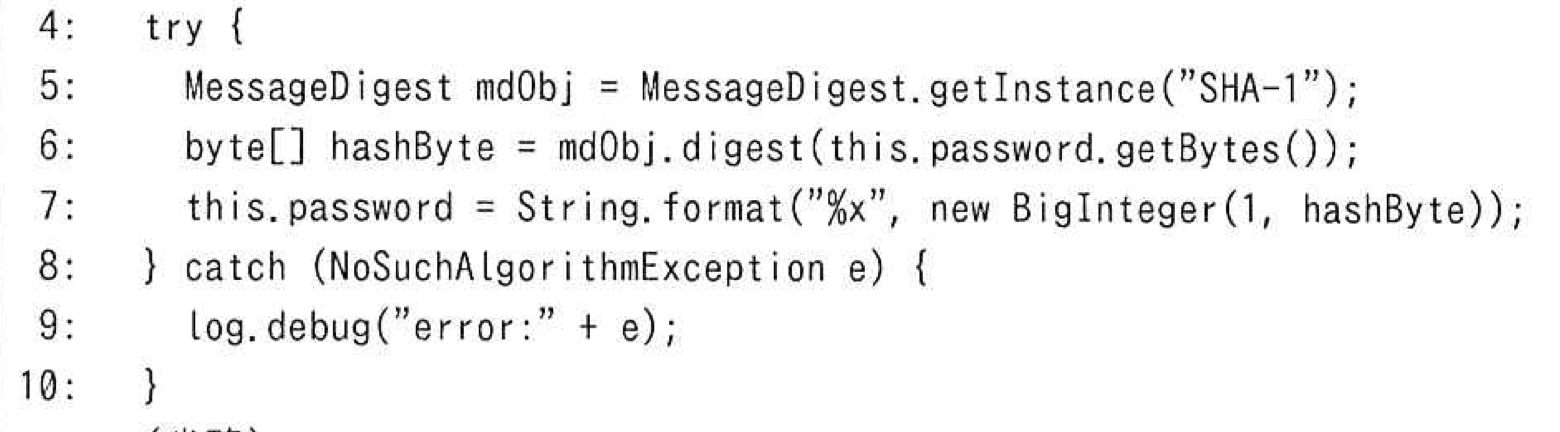 4: try {
5: MessageDigest mdObj = MessageDigest.getInstance("SHA-1");
6: byte[] hashByte = mdObj.digest(this.password.getBytes());
7: this.password = String.format("%x", new BigInteger(1, hashByte));
8: } catch (NoSuchAlgorithmException e) {
9: log.debug("error:" + e);
10: }